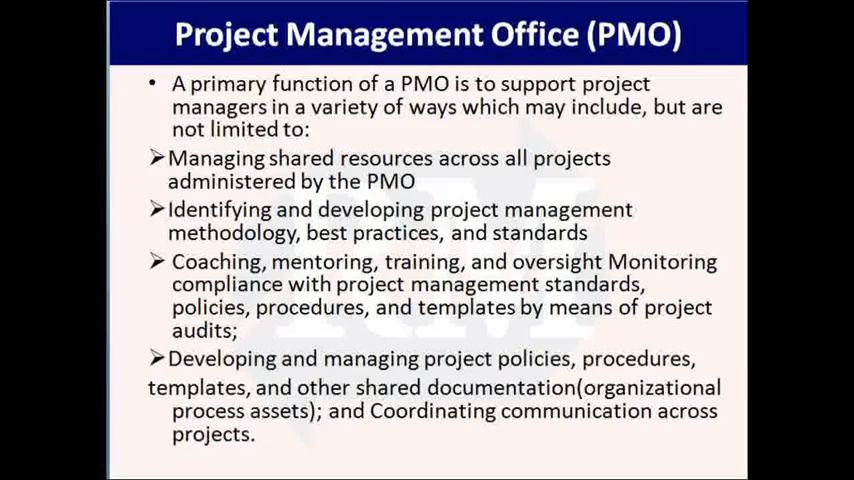 Project Management Office (PMO)
• A primary function of a PMO is to support project
managers in a variety of ways which may include, but are
not limited to:
➢Managing shared resources across all projects
administered by the PMO
➢Identifying and developing project management
methodology, best practices, and standards
➢ Coaching, mentoring, training, and oversight Monitoring
compliance with project management standards,
policies, procedures, and templates by means of project
audits;
➢Developing and managing project policies, procedures,
templates, and other shared documentation(organizational
process assets); and Coordinating communication across
projects.